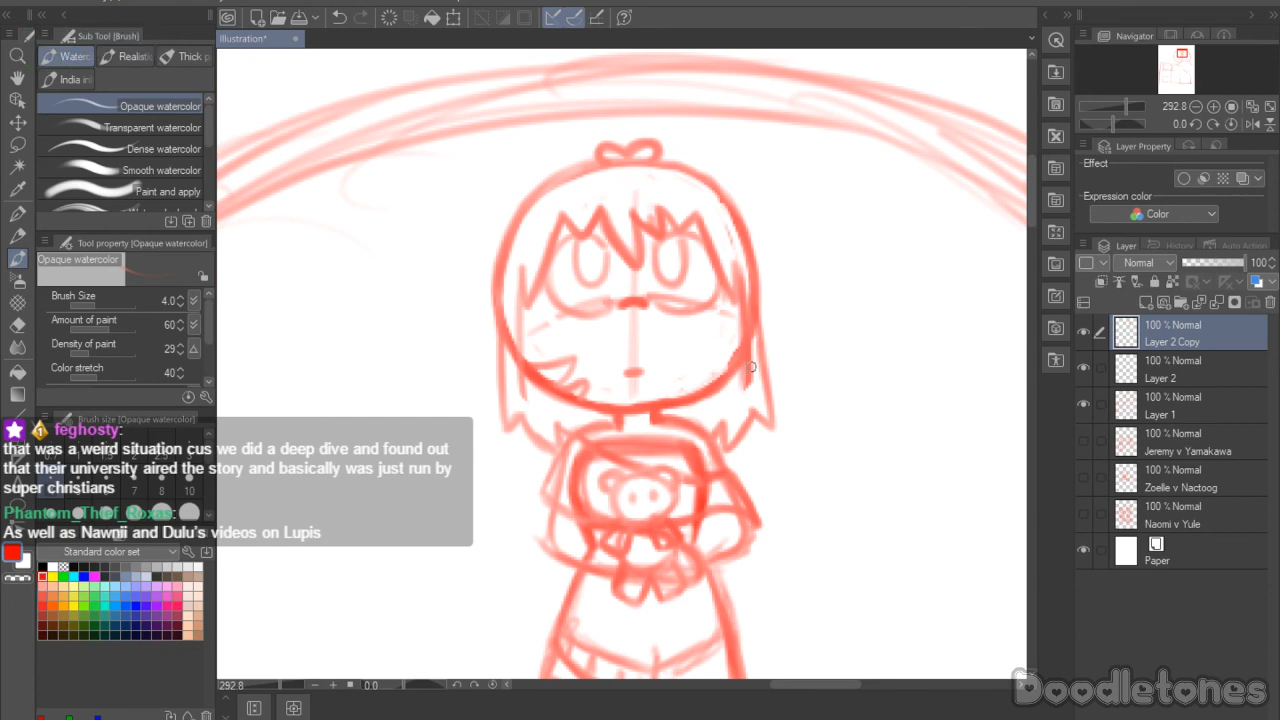 Sub Tool [Brush]
Waterc
Realistic
Thick p
India in
Opaque watercolor
Transparent watercolor
Dense watercolor
Smooth watercolor
Paint and apply
Tool property [Opaque watercolor]
Opaque watercolor
Brush Size 4.0
Amount of paint 60
Density of paint 29
Color stretch 40
Brush size [Opaque watercolor]
feghosty:
that was a weird situation cus we did a deep dive and found out
that their university aired the story and basically was just run by
super christians
7 8 10
Phantom_Thief_Roxas:
As well as Nawnii and Dulu's videos on Lupis
Standard color set
Illustration*
292.8
0.0
Navigator
292.8
0.0
Layer Property
Effect
Expression color
Color
Layer
History
Auto Action
Normal
100
100 % Normal
Layer 2 Copy
100 % Normal
Layer 2
100 % Normal
Layer 1
100 % Normal
Jeremy v Yamakawa
100 % Normal
Zoelle v Nactoog
100 % Normal
Naomi v Yule
Paper
Doodletones